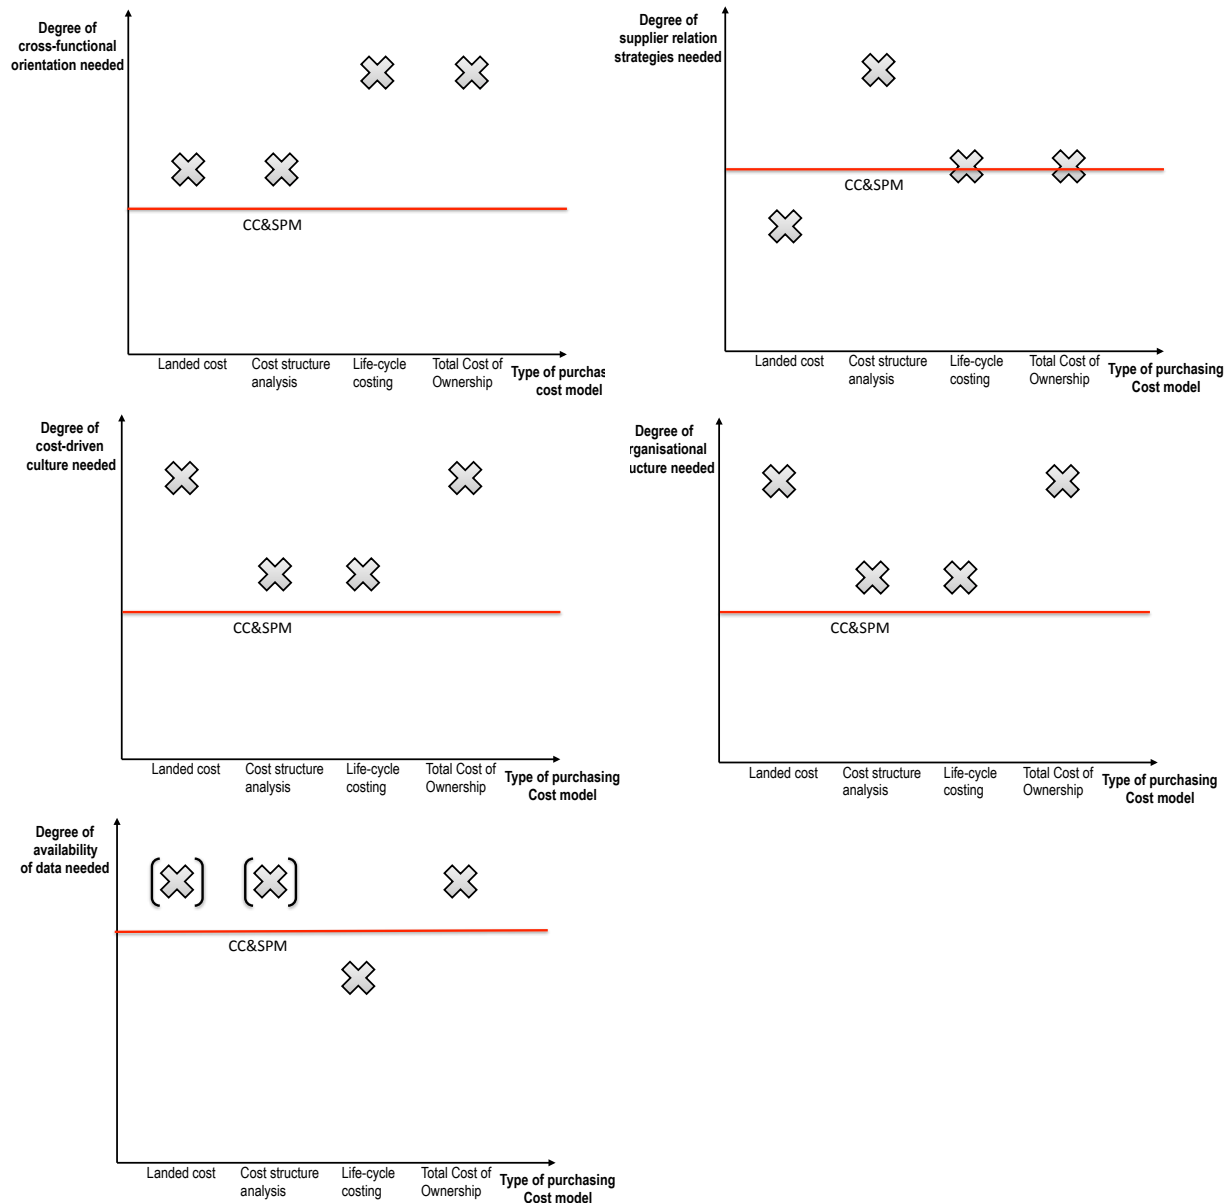 Degree of
cross-functional
orientation needed
CC&SPM
Landed cost
Cost structure
analysis
Life-cycle
costing
Total Cost of
Ownership
Type of purchas
cost model
Degree of
supplier relation
strategies needed
CC&SPM
Landed cost
Cost structure
analysis
Life-cycle
costing
Total Cost of
Ownership
Type of purchasing
Cost model
Degree of
cost-driven
culture needed
CC&SPM
Landed cost
Cost structure
analysis
Life-cycle
costing
Total Cost of
Ownership
Type of purchasing
Cost model
Degree of
rganisational
ucture needed
CC&SPM
Landed cost
Cost structure
analysis
Life-cycle
costing
Total Cost of
Ownership
Type of purchasing
Cost model
Degree of
availability
of data needed
CC&SPM
Landed cost
Cost structure
analysis
Life-cycle
costing
Total Cost of
Ownership
Type of purchasing
Cost model